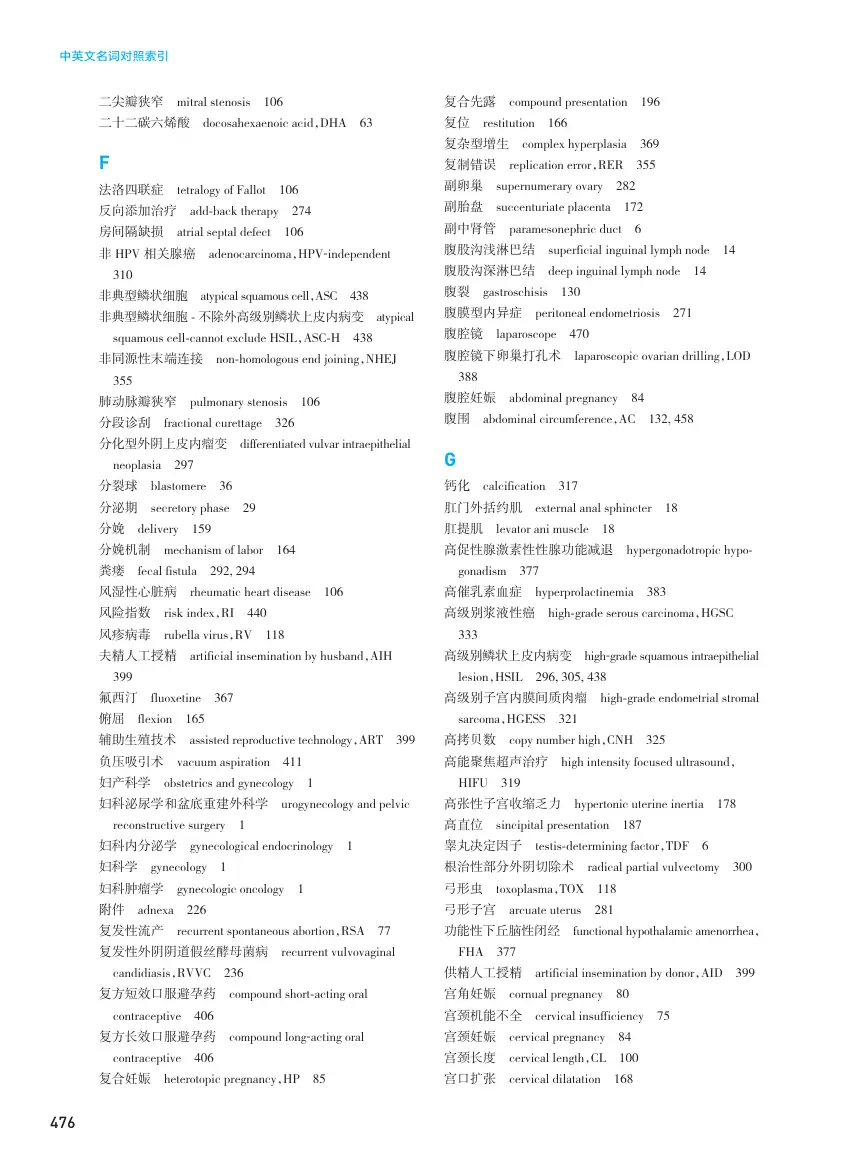 中英文名词对照索引
二尖瓣狭窄 mitral stenosis 106
二十二碳六烯酸 docosahexaenoic acid,DHA 63
F
法洛四联症 tetralogy of Fallot 106
反向添加治疗 add-back therapy 274
房间隔缺损 atrial septal defect 106
非 HPV 相关腺癌 adenocarcinoma,HPV-independent
310
非典型鳞状细胞 atypical squamous cell,ASC 438
非典型鳞状细胞 - 不除外高级别鳞状上皮内病变 atypical
squamous cell-cannot exclude HSIL,ASC-H 438
非同源性末端连接 non-homologous end joining,NHEJ
355
肺动脉瓣狭窄 pulmonary stenosis 106
分段诊刮 fractional curettage 326
分化型外阴上皮内瘤变 differentiated vulvar intraepithelial
neoplasia 297
分裂球 blastomere 36
分泌期 secretory phase 29
分娩 delivery 159
分娩机制 mechanism of labor 164
粪瘘 fecal fistula 292,294
风湿性心脏病 rheumatic heart disease 106
风险指数 risk index,RI 440
风疹病毒 rubella virus,RV 118
夫精人工授精 artificial insemination by husband,AIH
399
氟西汀 fluoxetine 367
俯屈 flexion 165
辅助生殖技术 assisted reproductive technology,ART 399
负压吸引术 vacuum aspiration 411
妇产科学 obstetrics and gynecology 1
妇科泌尿学和盆底重建外科学 urogynecology and pelvic
reconstructive surgery 1
妇科内分泌学 gynecological endocrinology 1
妇科学 gynecology 1
妇科肿瘤学 gynecologic oncology 1
附件 adnexa 226
复发性流产 recurrent spontaneous abortion,RSA 77
复发性外阴阴道假丝酵母菌病 recurrent vulvovaginal
candidiasis,RVVC 236
复方短效口服避孕药 compound short-acting oral
contraceptive 406
复方长效口服避孕药 compound long-acting oral
contraceptive 406
复合妊娠 heterotopic pregnancy,HP 85
复合先露 compound presentation 196
复位 restitution 166
复杂型增生 complex hyperplasia 369
复制错误 replication error,RER 355
副卵巢 supernumerary ovary 282
副胎盘 succenturiate placenta 172
副中肾管 paramesonephric duct 6
腹股沟浅淋巴结 superficial inguinal lymph node 14
腹股沟深淋巴结 deep inguinal lymph node 14
腹裂 gastroschisis 130
腹膜型内异症 peritoneal endometriosis 271
腹腔镜 laparoscope 470
腹腔镜下卵巢打孔术 laparoscopic ovarian drilling,LOD
388
腹腔妊娠 abdominal pregnancy 84
腹围 abdominal circumference,AC 132,458
G
钙化 calcification 317
肛门外括约肌 external anal sphincter 18
肛提肌 levator ani muscle 18
高促性腺激素性性腺功能减退 hypergonadotropic hypo-
gonadism 377
高催乳素血症 hyperprolactinemia 383
高级别浆液性癌 high-grade serous carcinoma,HGSC
333
高级别鳞状上皮内病变 high-grade squamous intraepithelial
lesion,HSIL 296,305,438
高级别子宫内膜间质肉瘤 high-grade endometrial stromal
sarcoma,HGESS 321
高拷贝数 copy number high,CNH 325
高能聚焦超声治疗 high intensity focused ultrasound,
HIFU 319
高张性子宫收缩乏力 hypertonic uterine inertia 178
高直位 sincipital presentation 187
睾丸决定因子 testis-determining factor,TDF 6
根治性部分外阴切除术 radical partial vulvectomy 300
弓形虫 toxoplasma,TOX 118
弓形子宫 arcuate uterus 281
功能性下丘脑性闭经 functional hypothalamic amenorrhea,
FHA 377
供精人工授精 artificial insemination by donor,AID 399
宫角妊娠 cornual pregnancy 80
宫颈机能不全 cervical insufficiency 75
宫颈妊娠 cervical pregnancy 84
宫颈长度 cervical length,CL 100
宫口扩张 cervical dilatation 168
476